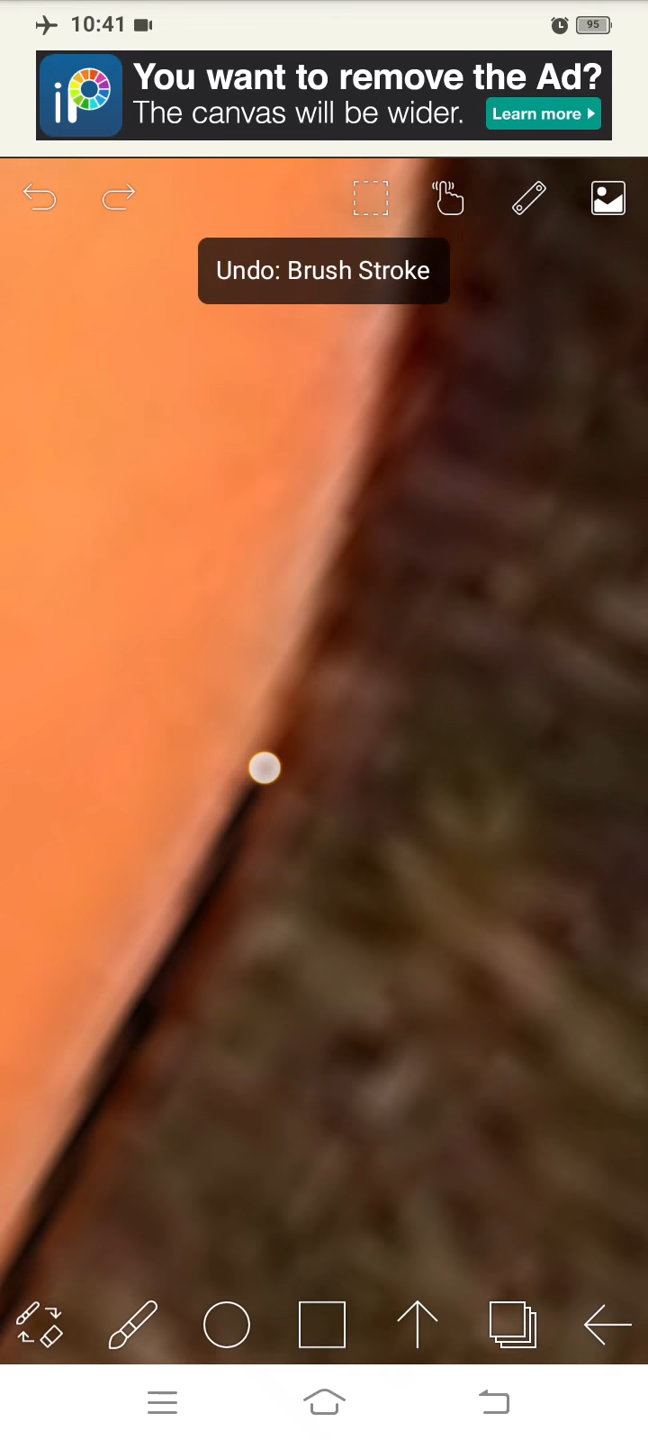 10:41
95
iP
You want to remove the Ad?
The canvas will be wider.
Learn more
Undo: Brush Stroke